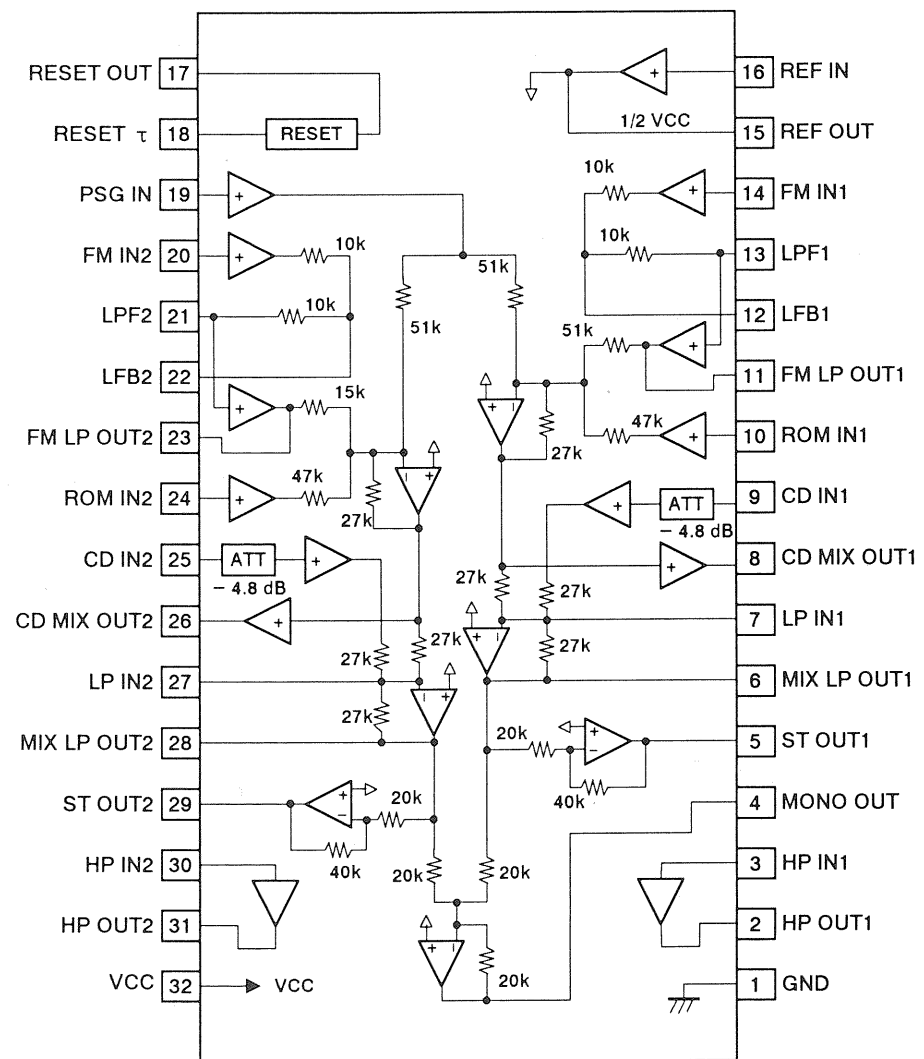 RESET OUT 17
16 REF IN
RESET τ 18
RESET
1/2 VCC
15 REF OUT
PSG IN 19
+
10k
14 FM IN1
FM IN2 20
+
10k
10k
13 LPF1
51k
LPF2 21
10k
51k
51k
12 LFB1
LFB2 22
15k
11 FM LP OUT1
FM LP OUT2 23
47k
10 ROM IN1
27k
ROM IN2 24
47k
27k
ATT
9 CD IN1
− 4.8 dB
CD IN2 25
ATT
− 4.8 dB
8 CD MIX OUT1
27k
27k
CD MIX OUT2 26
7 LP IN1
27k
27k
27k
LP IN2 27
6 MIX LP OUT1
27k
MIX LP OUT2 28
20k
5 ST OUT1
40k
ST OUT2 29
20k
4 MONO OUT
40k
HP IN2 30
20k
20k
3 HP IN1
HP OUT2 31
2 HP OUT1
20k
VCC 32
VCC
1 GND